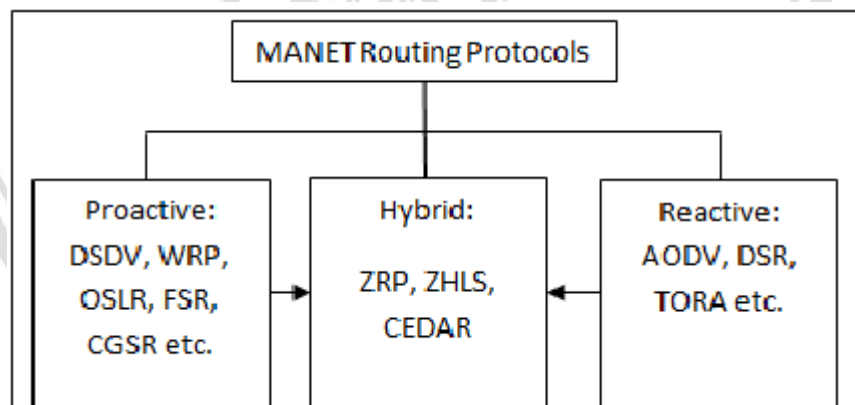 MANET Routing Protocols
Proactive:
DSDV, WRP,
OSLR, FSR,
CGSR etc.
Hybrid:
ZRP, ZHLS,
CEDAR
Reactive:
AODV, DSR,
TORA etc.